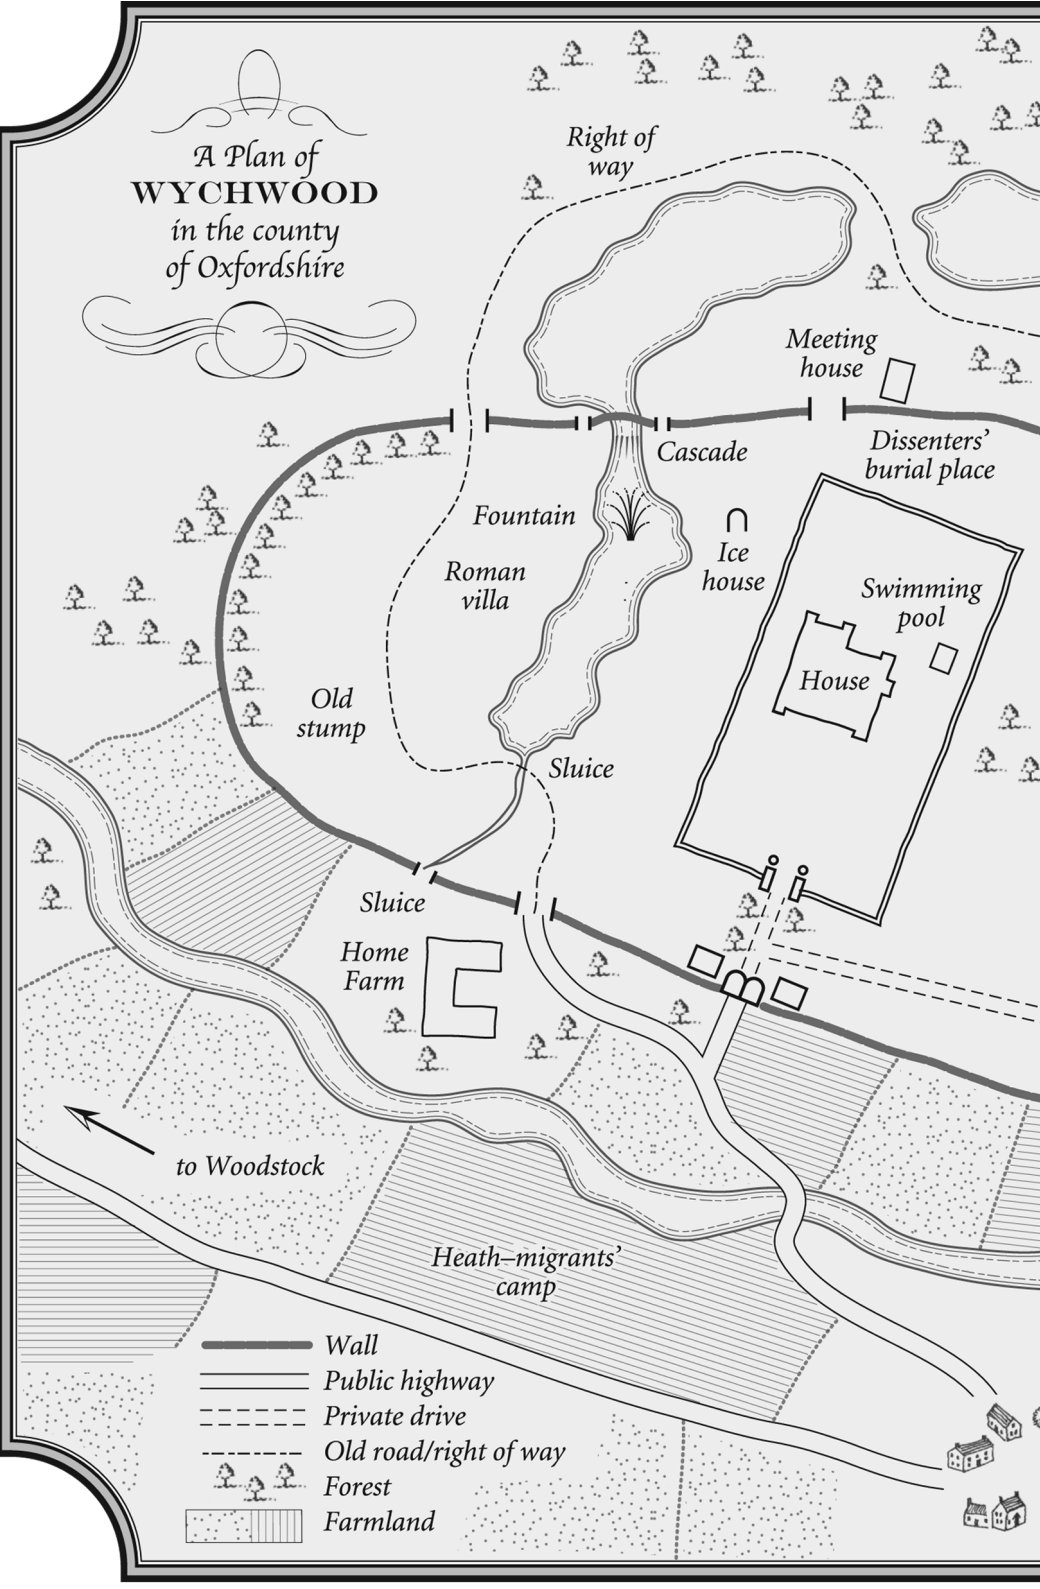 A Plan of
WYCHWOOD
in the county
of Oxfordshire
Right of
way
Meeting
house
Cascade
Dissenters’
burial place
Fountain
Ice
house
Roman
villa
Swimming
pool
House
Old
stump
Sluice
Sluice
Home
Farm
to Woodstock
Heath–migrants’
camp
Wall
Public highway
Private drive
Old road/right of way
Forest
Farmland